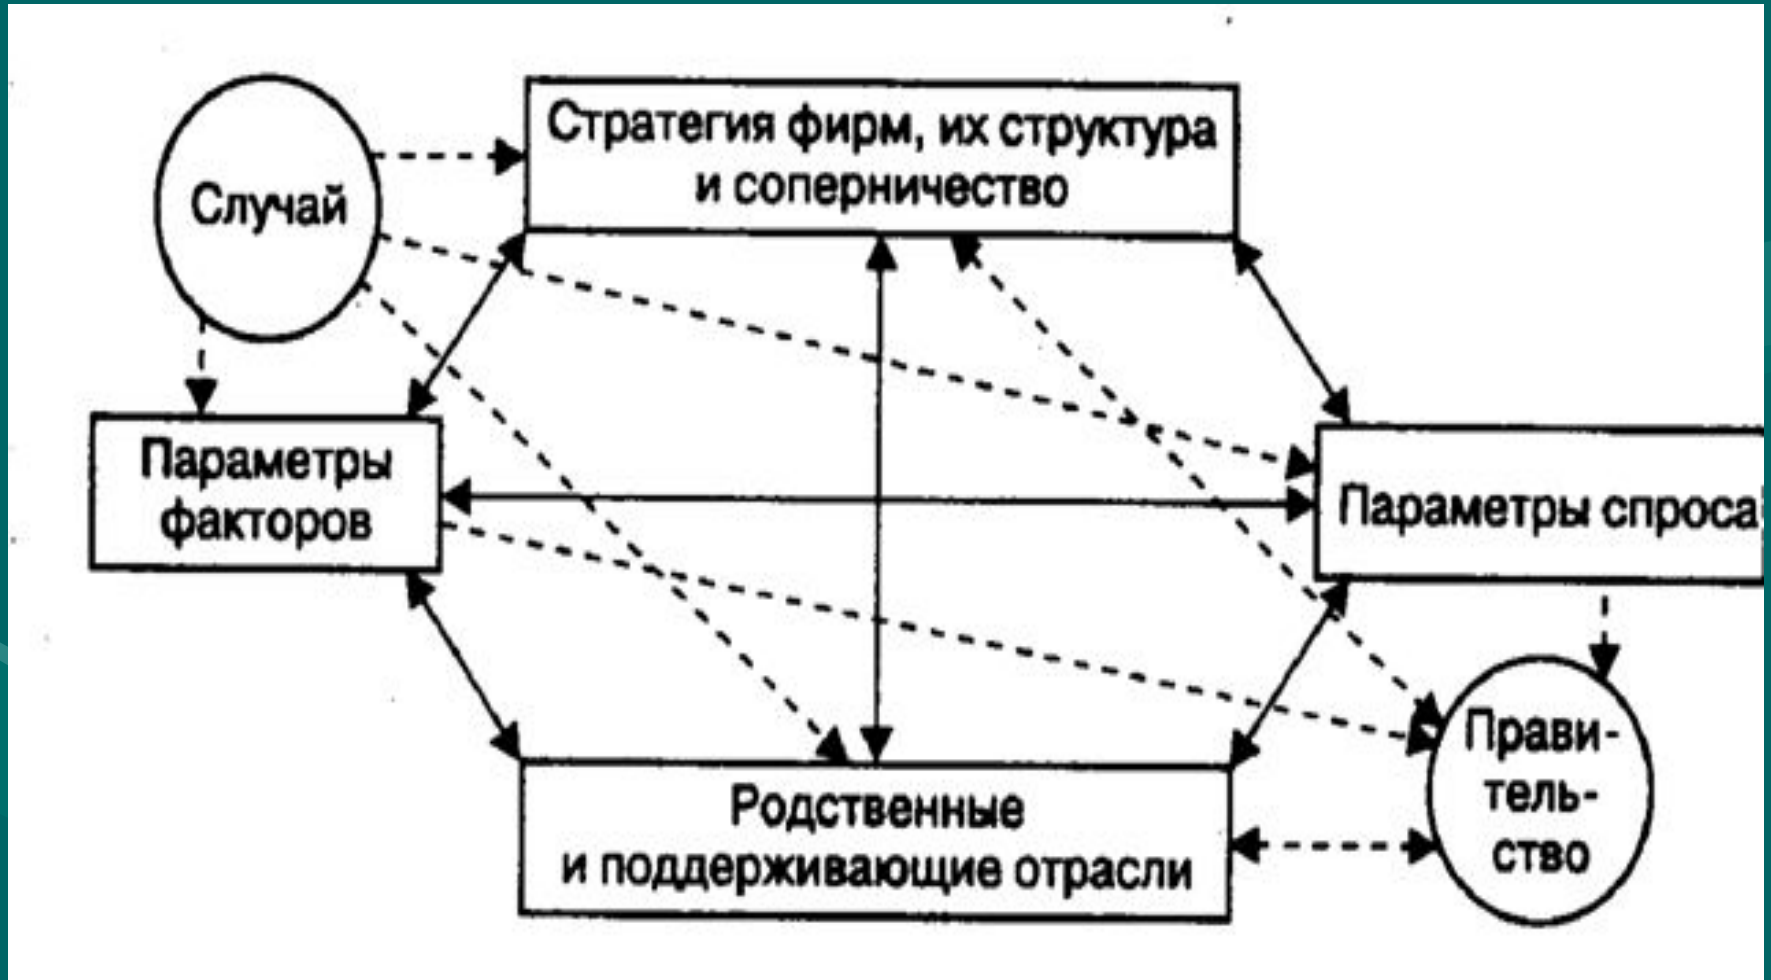 Случай
Стратегия фирм, их структура
и соперничество
Параметры
факторов
Параметры спроса
Прави-
тель-
ство
Родственные
и поддерживающие отрасли